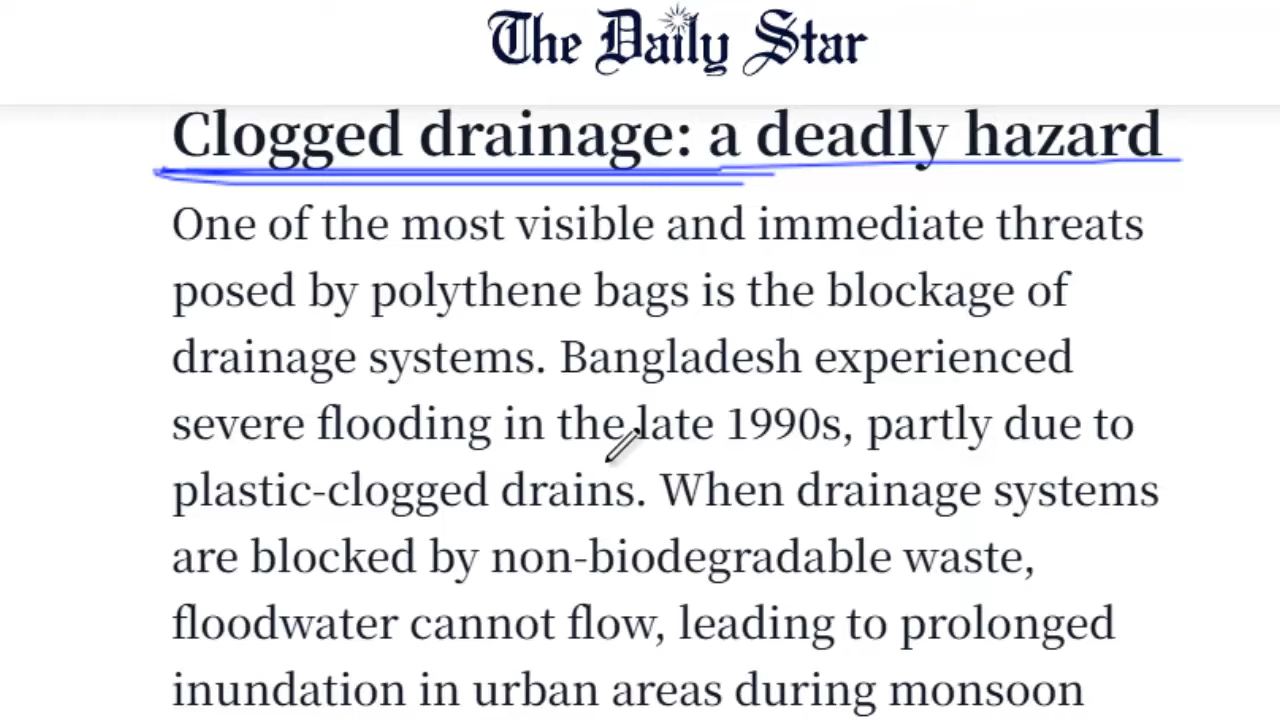 The Daily Star
Clogged drainage: a deadly hazard
One of the most visible and immediate threats
posed by polythene bags is the blockage of
drainage systems. Bangladesh experienced
severe flooding in the late 1990s, partly due to
plastic-clogged drains. When drainage systems
are blocked by non-biodegradable waste,
floodwater cannot flow, leading to prolonged
inundation in urban areas during monsoon